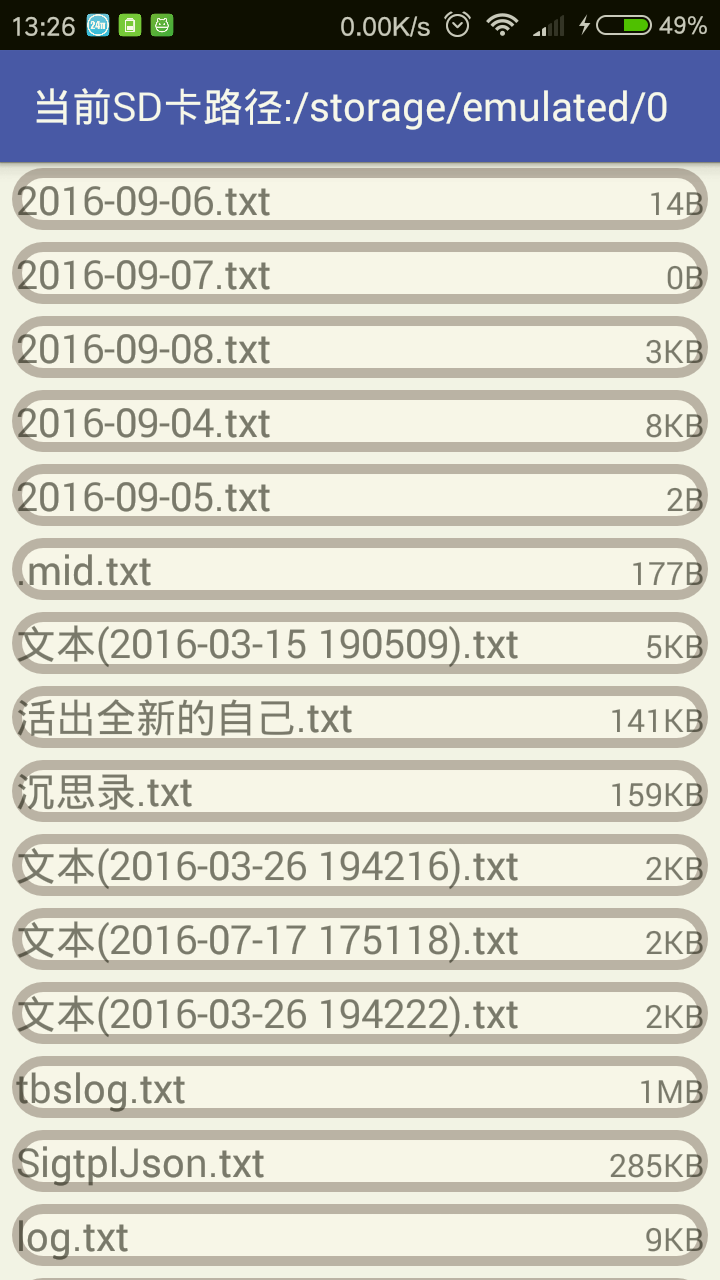 13:26 24π 0.00K/s 49%
当前SD卡路径:/storage/emulated/0
2016-09-06.txt 14B
2016-09-07.txt 0B
2016-09-08.txt 3KB
2016-09-04.txt 8KB
2016-09-05.txt 2B
.mid.txt 177B
文本(2016-03-15 190509).txt 5KB
活出全新的自己.txt 141KB
沉思录.txt 159KB
文本(2016-03-26 194216).txt 2KB
文本(2016-07-17 175118).txt 2KB
文本(2016-03-26 194222).txt 2KB
tbslog.txt 1MB
SigtplJson.txt 285KB
log.txt 9KB